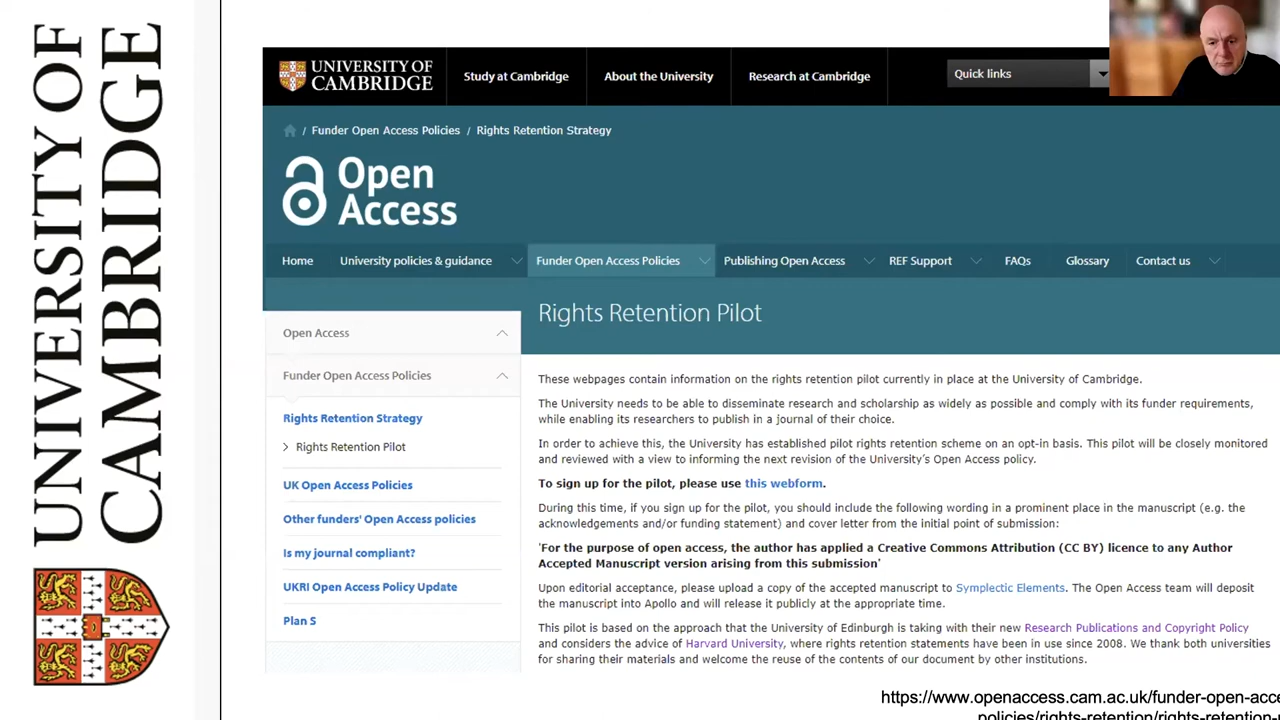 UNIVERSITY OF
CAMBRIDGE
UNIVERSITY OF
CAMBRIDGE
Study at Cambridge
About the University
Research at Cambridge
Quick links
/ Funder Open Access Policies / Rights Retention Strategy
Open
Access
Home
University policies & guidance
Funder Open Access Policies
Publishing Open Access
REF Support
FAQs
Glossary
Contact us
Rights Retention Pilot
Open Access
Funder Open Access Policies
Rights Retention Strategy
Rights Retention Pilot
UK Open Access Policies
Other funders' Open Access policies
Is my journal compliant?
UKRI Open Access Policy Update
Plan S
These webpages contain information on the rights retention pilot currently in place at the University of Cambridge.
The University needs to be able to disseminate research and scholarship as widely as possible and comply with its funder requirements,
while enabling its researchers to publish in a journal of their choice.
In order to achieve this, the University has established pilot rights retention scheme on an opt-in basis. This pilot will be closely monitored
and reviewed with a view to informing the next revision of the University's Open Access policy.
To sign up for the pilot, please use this webform.
During this time, if you sign up for the pilot, you should include the following wording in a prominent place in the manuscript (e.g. the
acknowledgements and/or funding statement) and cover letter from the initial point of submission:
'For the purpose of open access, the author has applied a Creative Commons Attribution (CC BY) licence to any Author
Accepted Manuscript version arising from this submission'
Upon editorial acceptance, please upload a copy of the accepted manuscript to Symplectic Elements. The Open Access team will deposit
the manuscript into Apollo and will release it publicly at the appropriate time.
This pilot is based on the approach that the University of Edinburgh is taking with their new Research Publications and Copyright Policy
and considers the advice of Harvard University, where rights retention statements have been in use since 2008. We thank both universities
for sharing their materials and welcome the reuse of the contents of our document by other institutions.
https://www.openaccess.cam.ac.uk/funder-open-acce
policies/rights-retention/rights-retention-